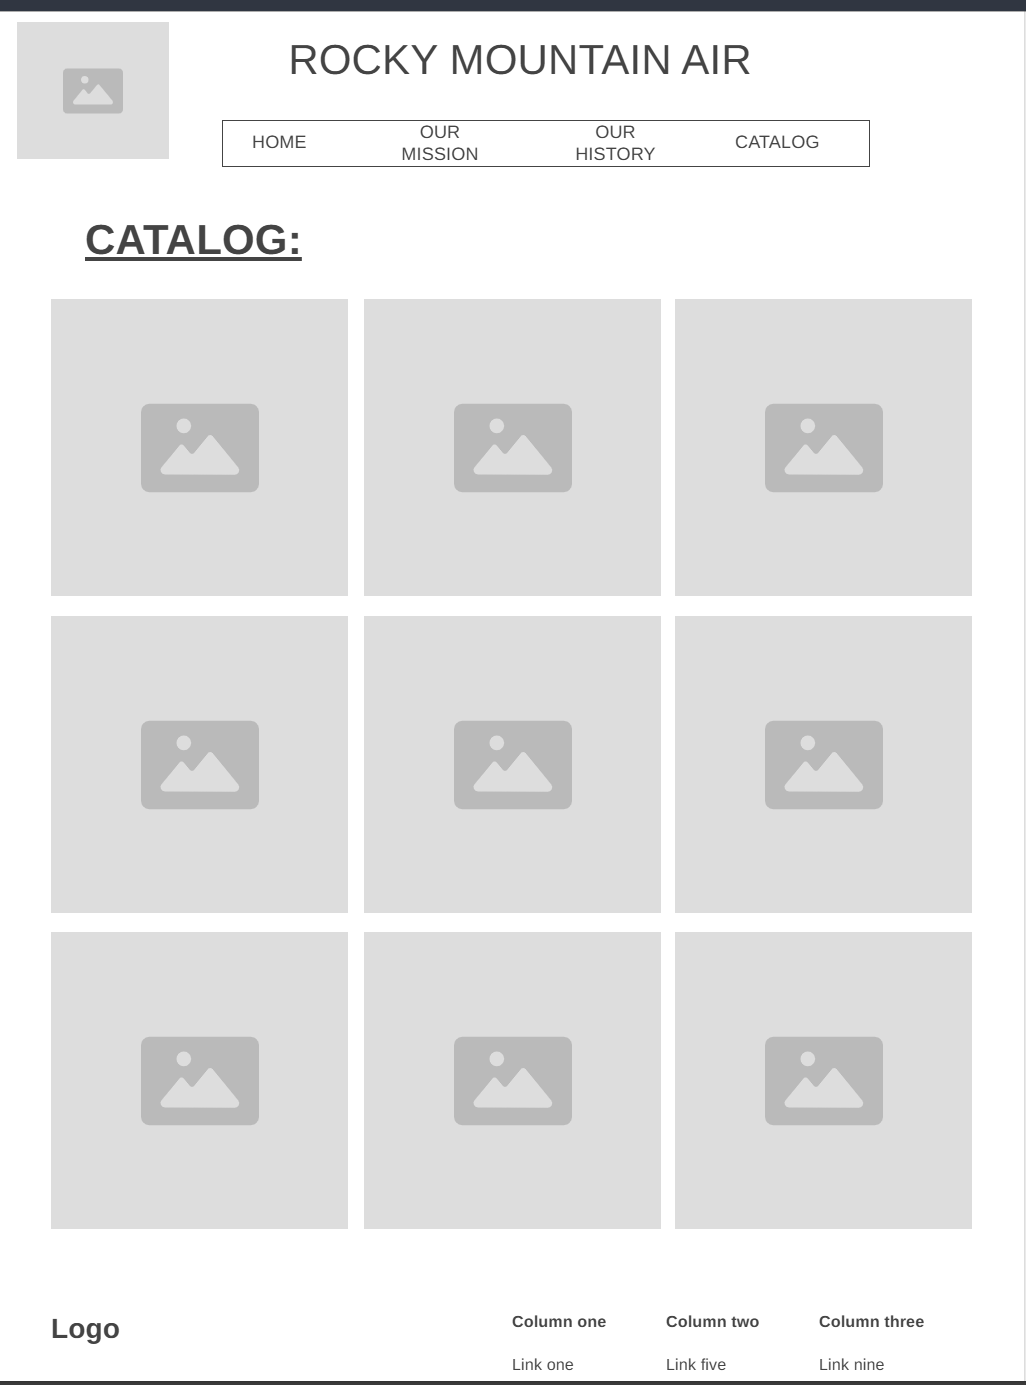 ROCKY MOUNTAIN AIR
HOME
OUR
MISSION
OUR
HISTORY
CATALOG
CATALOG:
Logo
Column one
Column two
Column three
Link one
Link five
Link nine